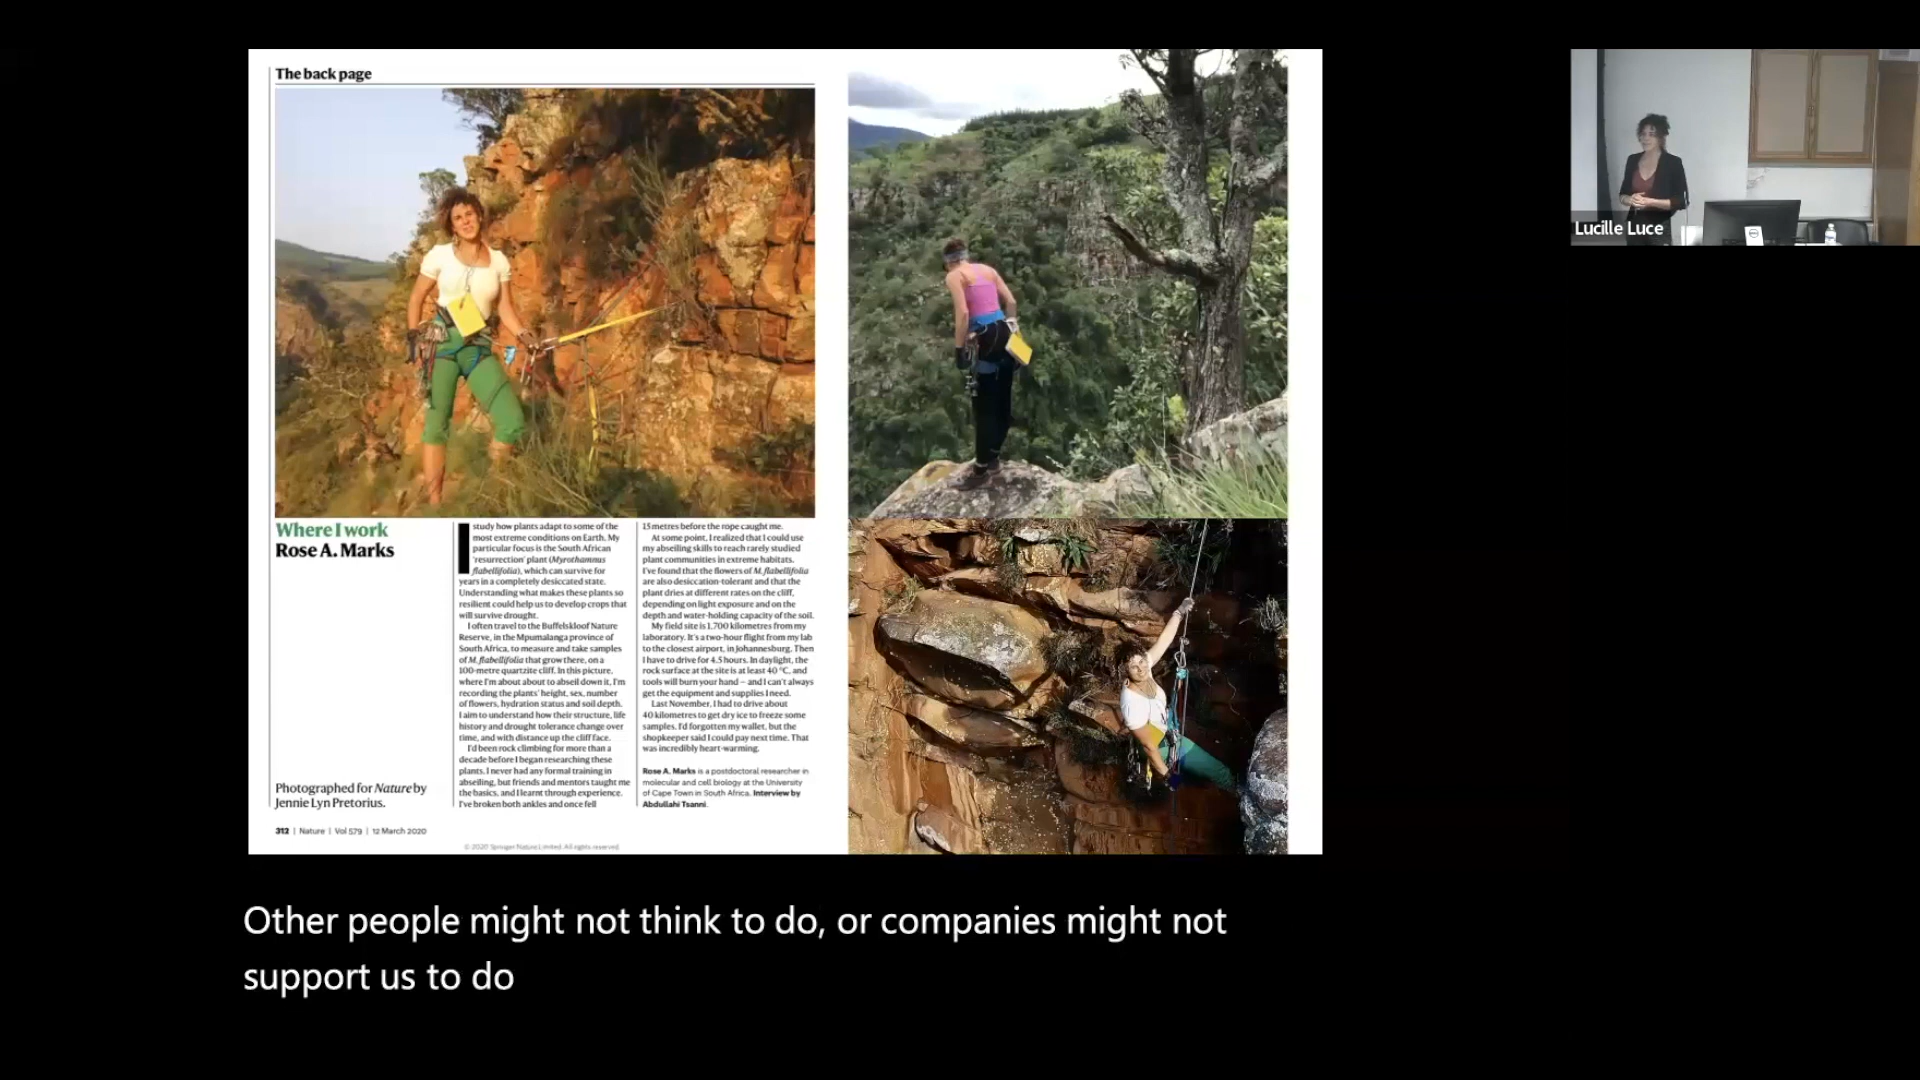 The back page
Where I work
Rose A. Marks
Photographed for Nature by
Jennie Lyn Pretorius.
312 | Nature | Vol 579 | 12 March 2020
I study how plants adapt to some of the
most extreme conditions on Earth. My
particular focus is the South African
‘resurrection’ plant (Myrothamnus
flabellifolia), which can survive for
years in a completely desiccated state.
Understanding what makes these plants so
resilient could help us to develop crops that
will survive drought.
I often travel to the Buffelskloof Nature
Reserve, in the Mpumalanga province of
South Africa, to measure and take samples
of M. flabellifolia that grow there, on a
100-metre quartzite cliff. In this picture,
where I’m about about to abseil down it, I’m
recording the plants’ height, sex, number
of flowers, hydration status and soil depth.
I aim to understand how their structure, life
history and drought tolerance change over
time, and with distance up the cliff face.
I’d been rock climbing for more than a
decade before I began researching these
plants. I never had any formal training in
abseiling, but friends and mentors taught me
the basics, and I learnt through experience.
I’ve broken both ankles and once fell
15 metres before the rope caught me.
At some point, I realized that I could use
my abseiling skills to reach rarely studied
plant communities in extreme habitats.
I’ve found that the flowers of M. flabellifolia
are also desiccation-tolerant and that the
plant dries at different rates on the cliff,
depending on light exposure and on the
depth and water-holding capacity of the soil.
My field site is 1,700 kilometres from my
laboratory. It’s a two-hour flight from my lab
to the closest airport, in Johannesburg. Then
I have to drive for 4.5 hours. In daylight, the
rock surface at the site is at least 40 °C, and
tools will burn your hand — and I can’t always
get the equipment and supplies I need.
Last November, I had to drive about
40 kilometres to get dry ice to freeze some
samples. I’d forgotten my wallet, but the
shopkeeper said I could pay next time. That
was incredibly heart-warming.
Rose A. Marks is a postdoctoral researcher in
molecular and cell biology at the University
of Cape Town in South Africa. Interview by
Abdullahi Tsanni.
© 2020 Springer Nature Limited. All rights reserved.
Lucille Luce
Other people might not think to do, or companies might not
support us to do